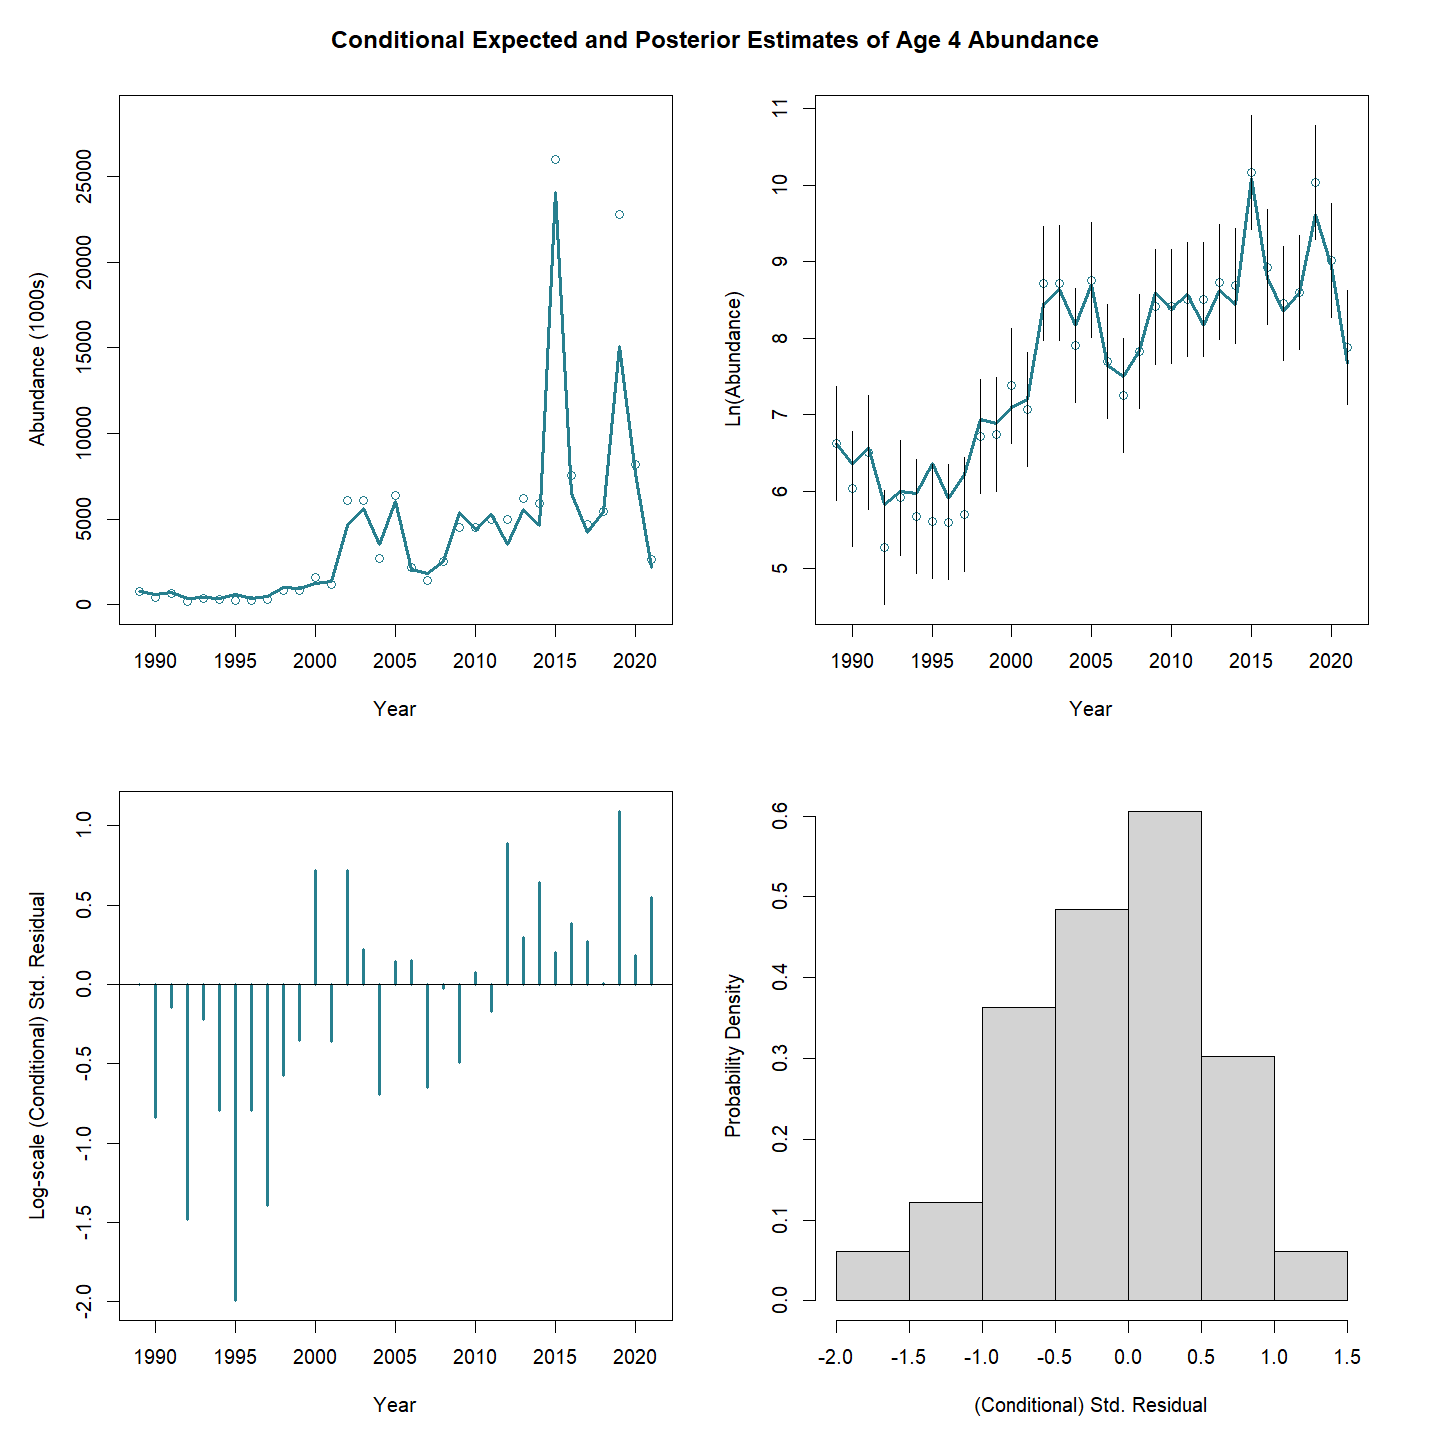 Conditional Expected and Posterior Estimates of Age 4 Abundance
Abundance (1000s)
25000
20000
15000
10000
5000
0
1990 1995 2000 2005 2010 2015 2020
Year
Ln(Abundance)
11
10
9
8
7
6
5
1990 1995 2000 2005 2010 2015 2020
Year
Log-scale (Conditional) Std. Residual
1.0
0.5
0.0
-0.5
-1.0
-1.5
-2.0
1990 1995 2000 2005 2010 2015 2020
Year
Probability Density
0.6
0.5
0.4
0.3
0.2
0.1
0.0
-2.0 -1.5 -1.0 -0.5 0.0 0.5 1.0 1.5
(Conditional) Std. Residual